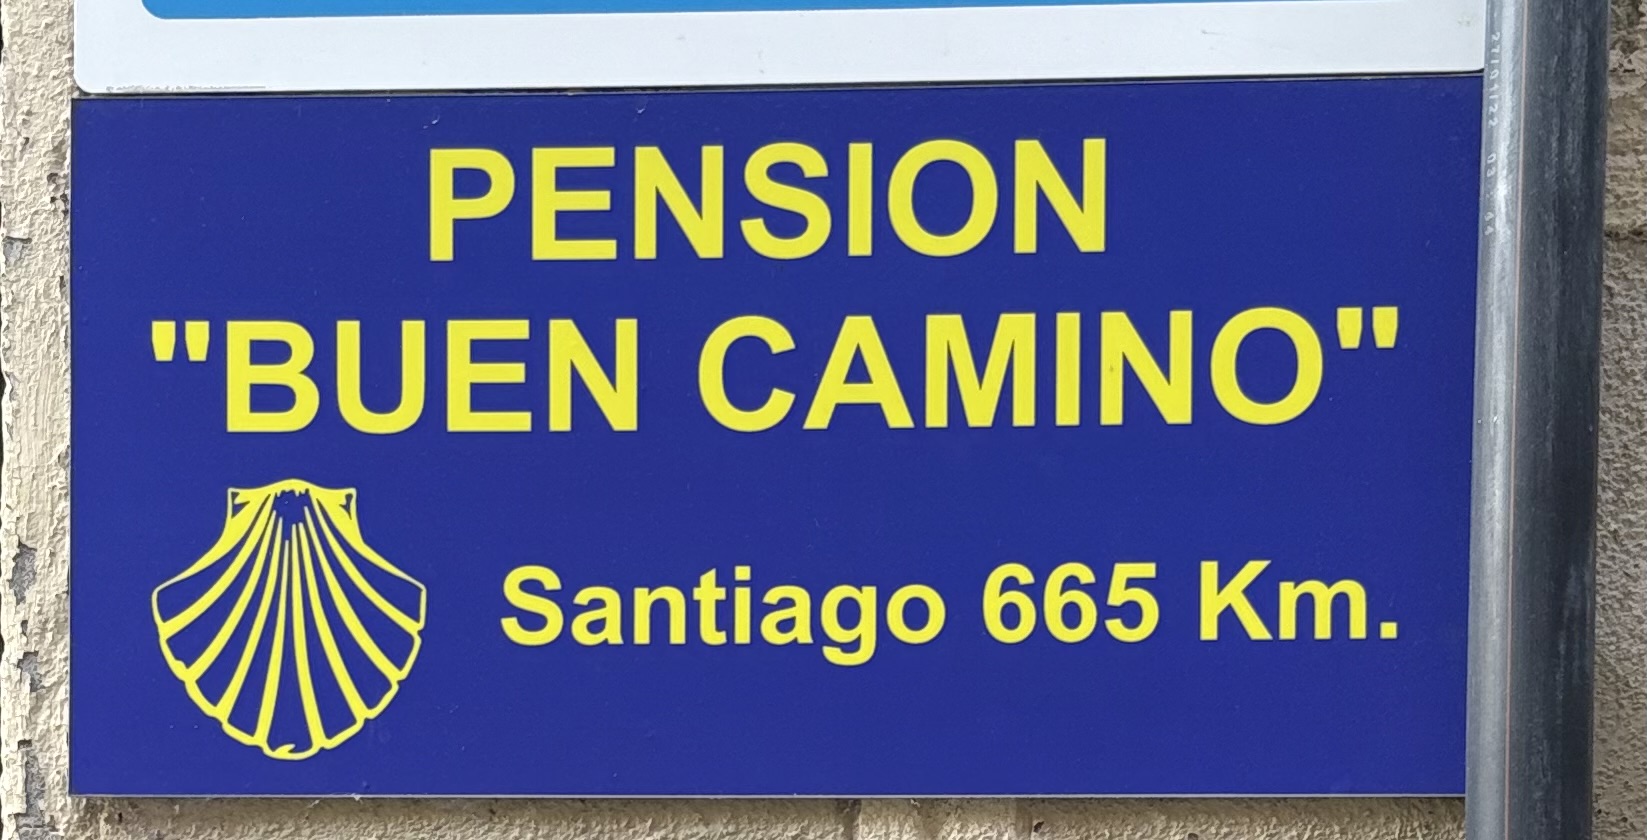 PENSION
"BUEN CAMINO"
Santiago 665 Km.